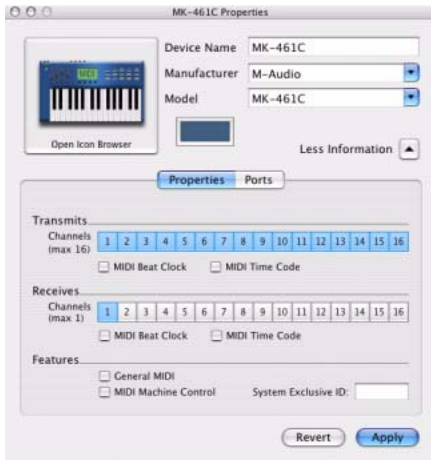 MK-461C Properties
Device Name MK-461C
Manufacturer M-Audio
Model MK-461C
MIDI
Open Icon Browser
Less Information
Properties Ports
Transmits
Channels (max 16) 1 2 3 4 5 6 7 8 9 10 11 12 13 14 15 16
MIDI Beat Clock MIDI Time Code
Receives
Channels (max 1) 1 2 3 4 5 6 7 8 9 10 11 12 13 14 15 16
MIDI Beat Clock MIDI Time Code
Features
General MIDI
MIDI Machine Control System Exclusive ID:
Revert Apply